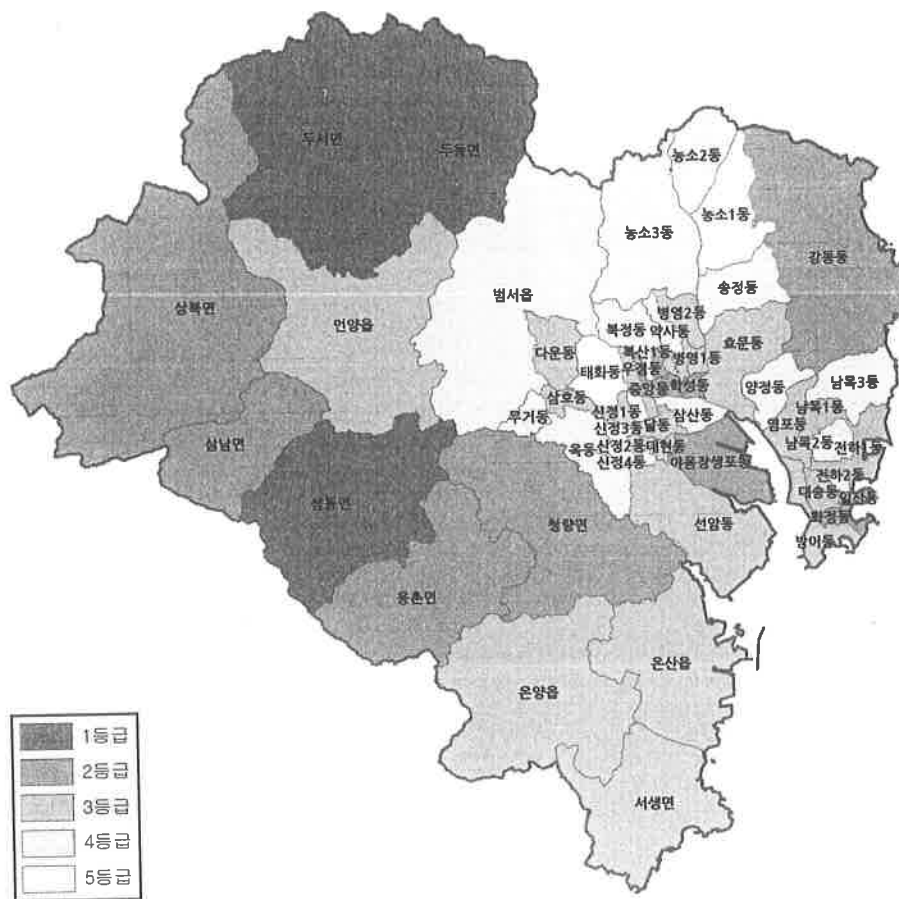 두서면
두동면
농소2동
농소1동
농소3동
강동동
상북면
언양읍
범서읍
송정동
병영2동
북정동
약사동
효문동
다운동
복산1동
병영1동
우정동
태화동
학성동
중앙동
양정동
남목3동
삼호동
남목1동
무거동
신정1동
삼산동
염포동
신정3동
달동
남목2동
전하1동
옥동
신정2동
대현동
신정4동
야음장생포동
전하2동
삼남면
대송동
일산동
삼동면
청량면
선암동
화정동
방어동
웅촌면
온산읍
온양읍
서생면
1등급
2등급
3등급
4등급
5등급